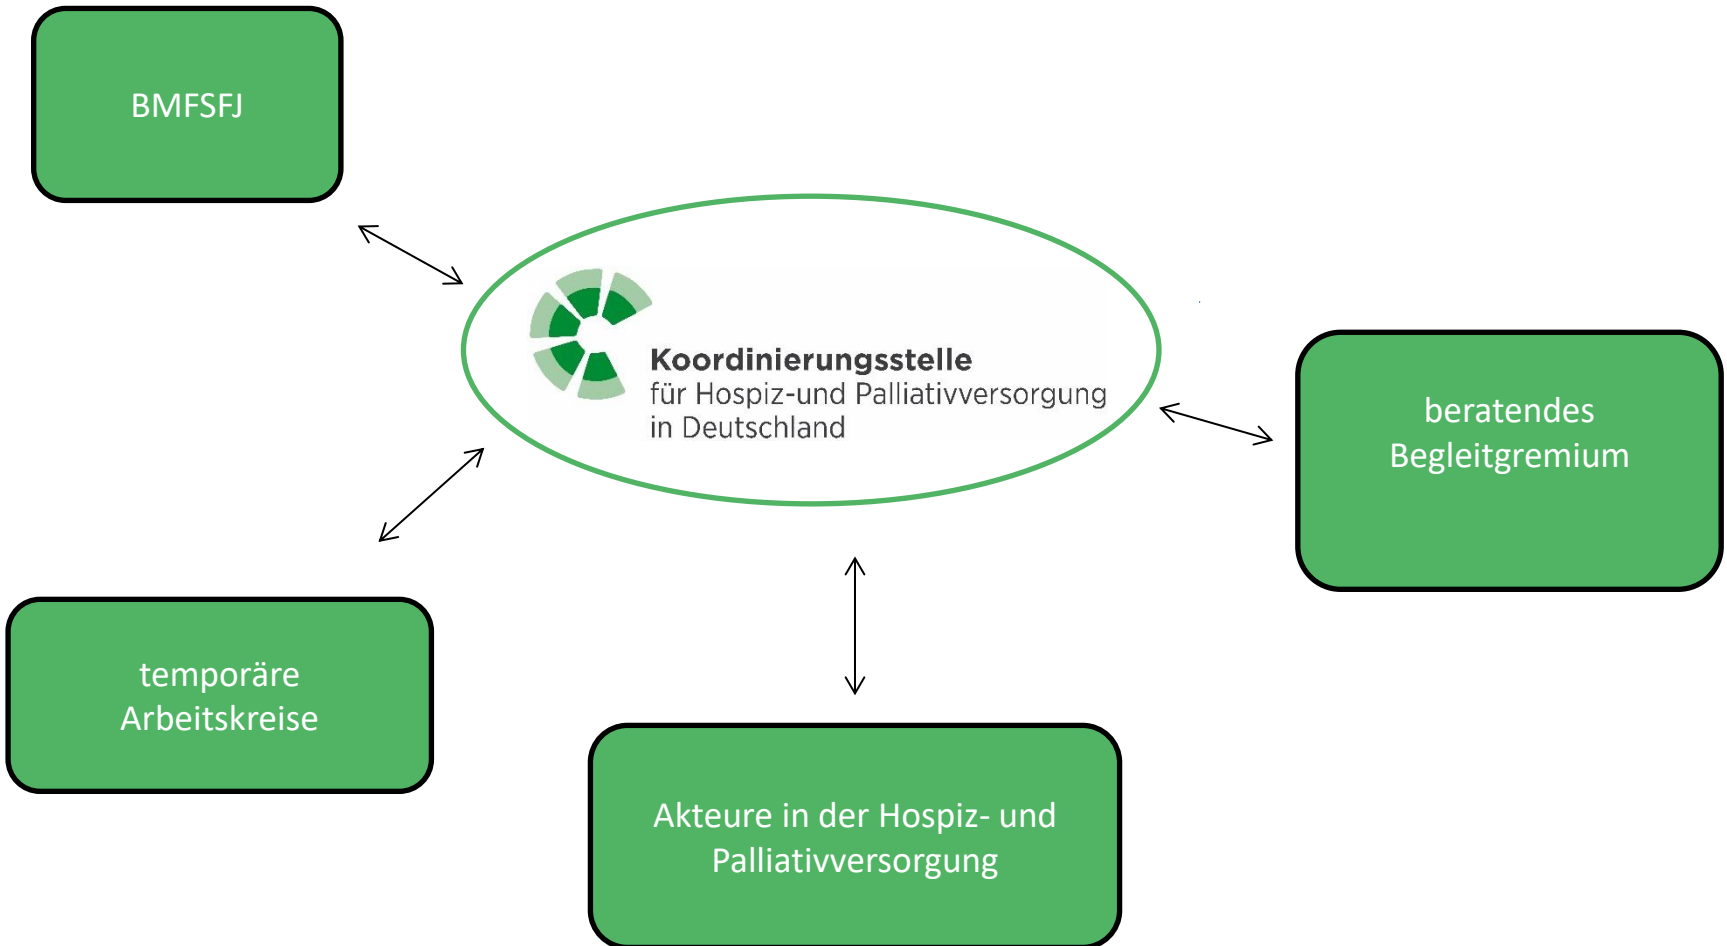 BMFSFJ
Koordinierungsstelle
für Hospiz-und Palliativversorgung
in Deutschland
beratendes
Begleitgremium
temporäre
Arbeitskreise
Akteure in der Hospiz- und
Palliativversorgung